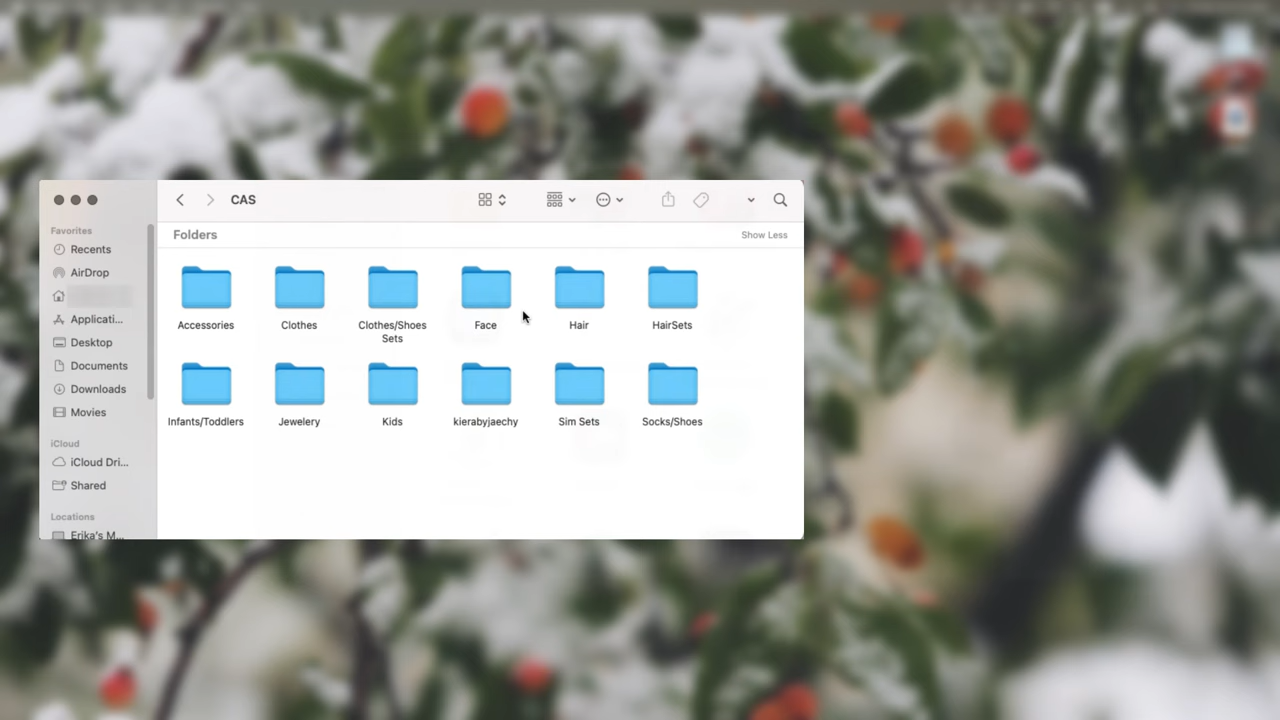 CAS
Favorites
Recents
AirDrop
Applicati...
Desktop
Documents
Downloads
Movies
iCloud
iCloud Dri...
Shared
Locations
Erika's M...
Folders
Show Less
Accessories
Clothes
Clothes/Shoes
Sets
Face
Hair
HairSets
Infants/Toddlers
Jewelery
Kids
kierabyjaechy
Sim Sets
Socks/Shoes